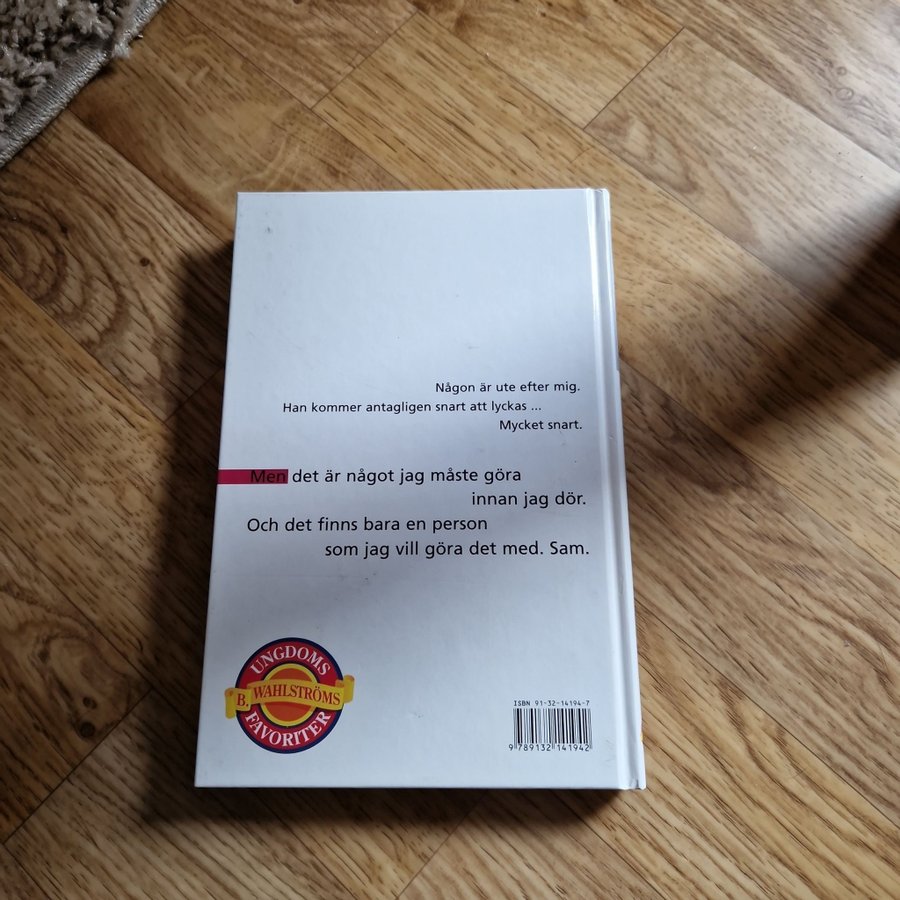 Någon är ute efter mig.
Han kommer antagligen snart att lyckas ...
Mycket snart.
Men det är något jag måste göra
innan jag dör.
Och det finns bara en person
som jag vill göra det med. Sam.
UNGDOMS
B. WAHLSTRÖMS
FAVORITER
ISBN 91-32-14194-7
9 789132 141942